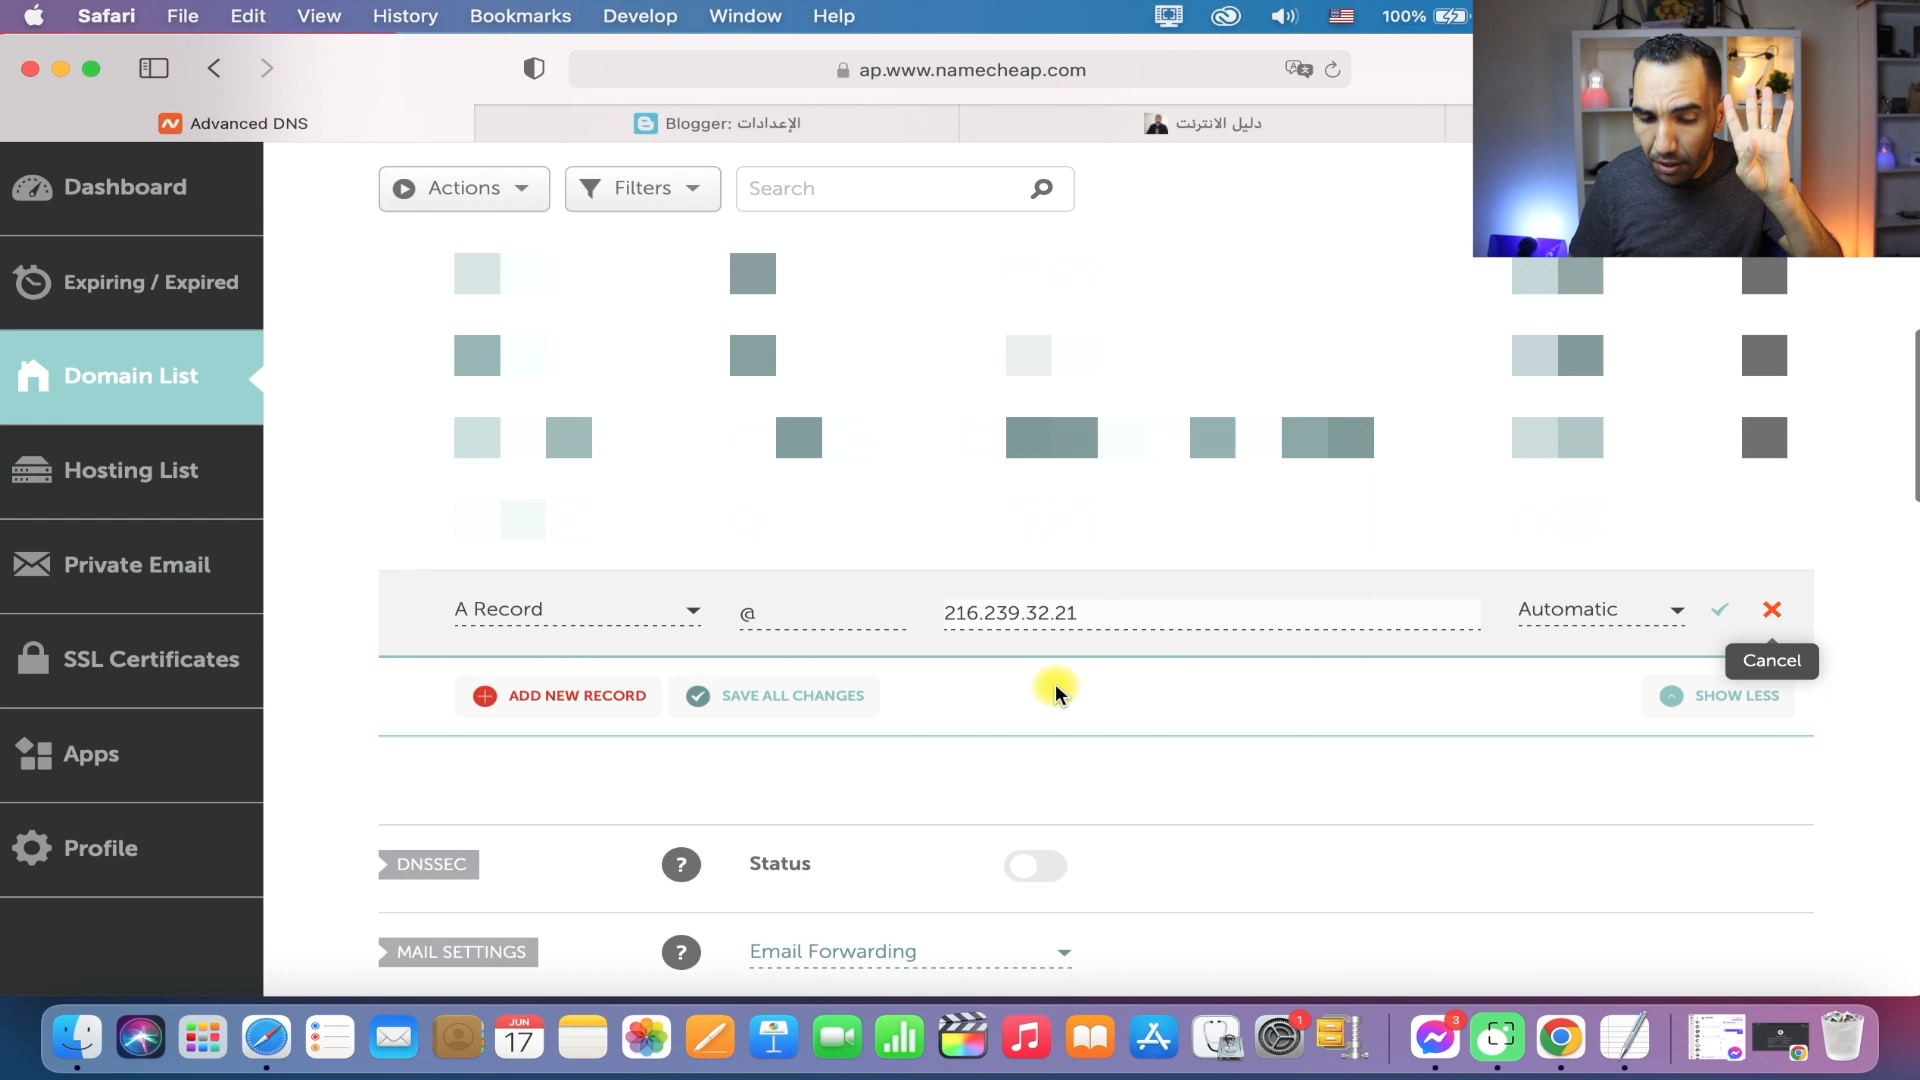 Safari File Edit View History Bookmarks Develop Window Help 100%
ap.www.namecheap.com
Advanced DNS
Blogger: الإعدادات
دليل الانترنت
Dashboard
Expiring / Expired
Domain List
Hosting List
Private Email
SSL Certificates
Apps
Profile
Actions
Filters
Search
A Record
@
216.239.32.21
Automatic
Cancel
ADD NEW RECORD
SAVE ALL CHANGES
SHOW LESS
DNSSEC
?
Status
MAIL SETTINGS
?
Email Forwarding
JUN
17
1
3